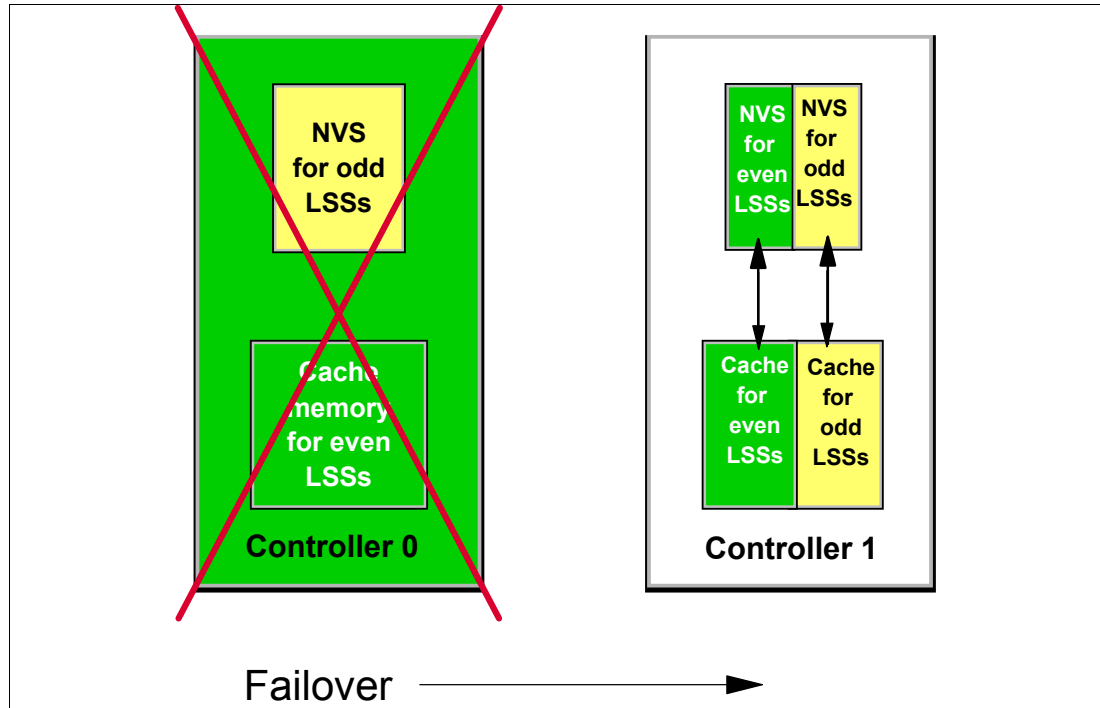 NVS
for odd
LSSs
Cache
memory
for even
LSSs
Controller 0
NVS
for
even
LSSs
NVS
for
odd
LSSs
Cache
for
even
LSSs
Cache
for
odd
LSSs
Controller 1
Failover